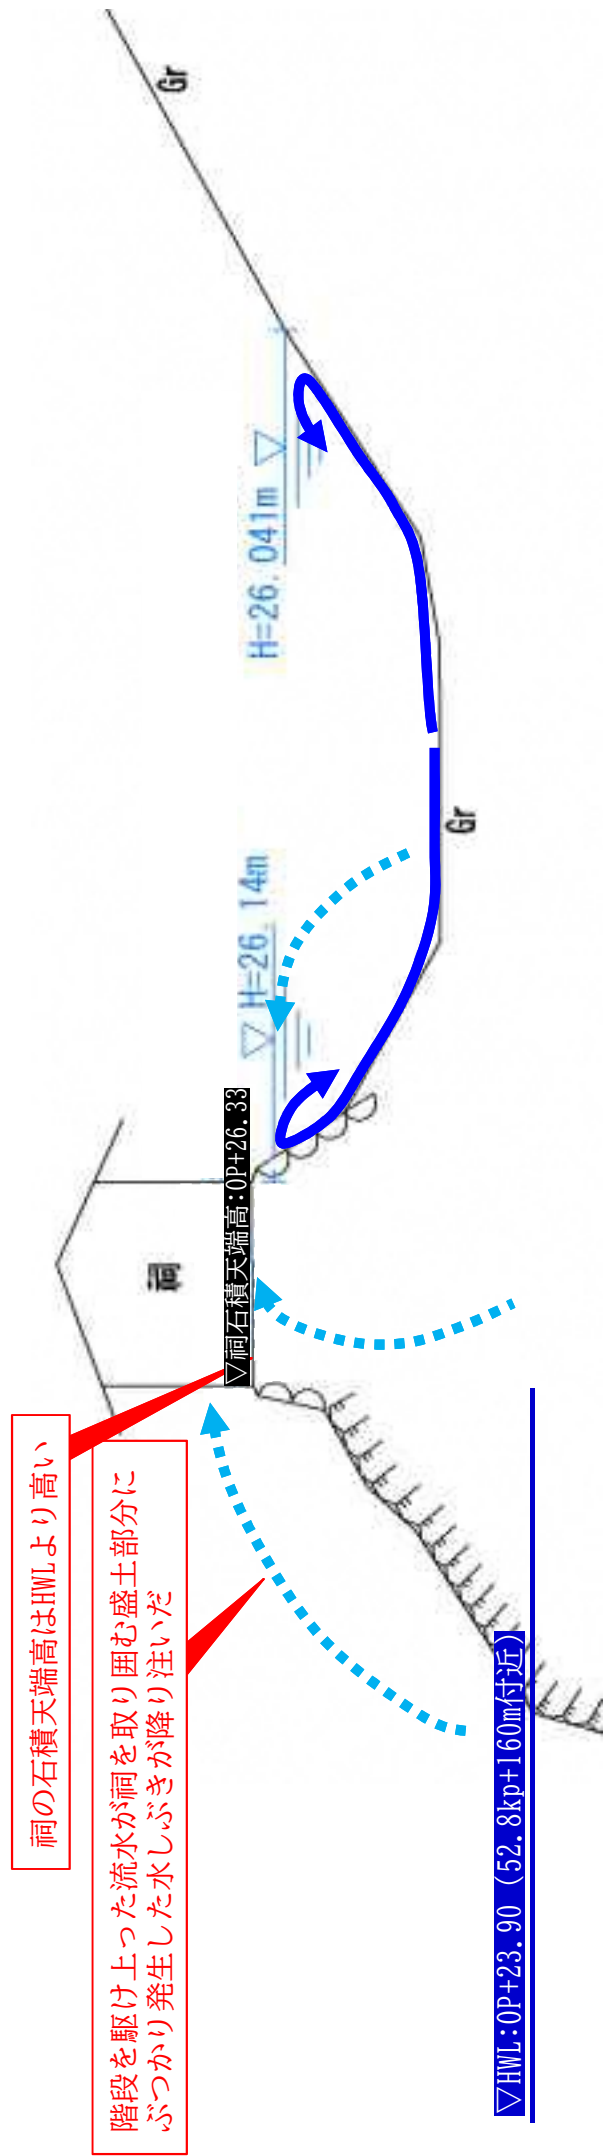 祠の石積天端高はHWLより高い
階段を駆け上った流水が祠を取り囲む盛土部分に
ぶつかり発生した水しぶきが降り注いだ
祠
▽祠石積天端高:OP+26.33
▽ H=26.14m
H=26.041m ▽
Gr
Gr
▽HWL:OP+23.90 (52.8kp+160m付近)